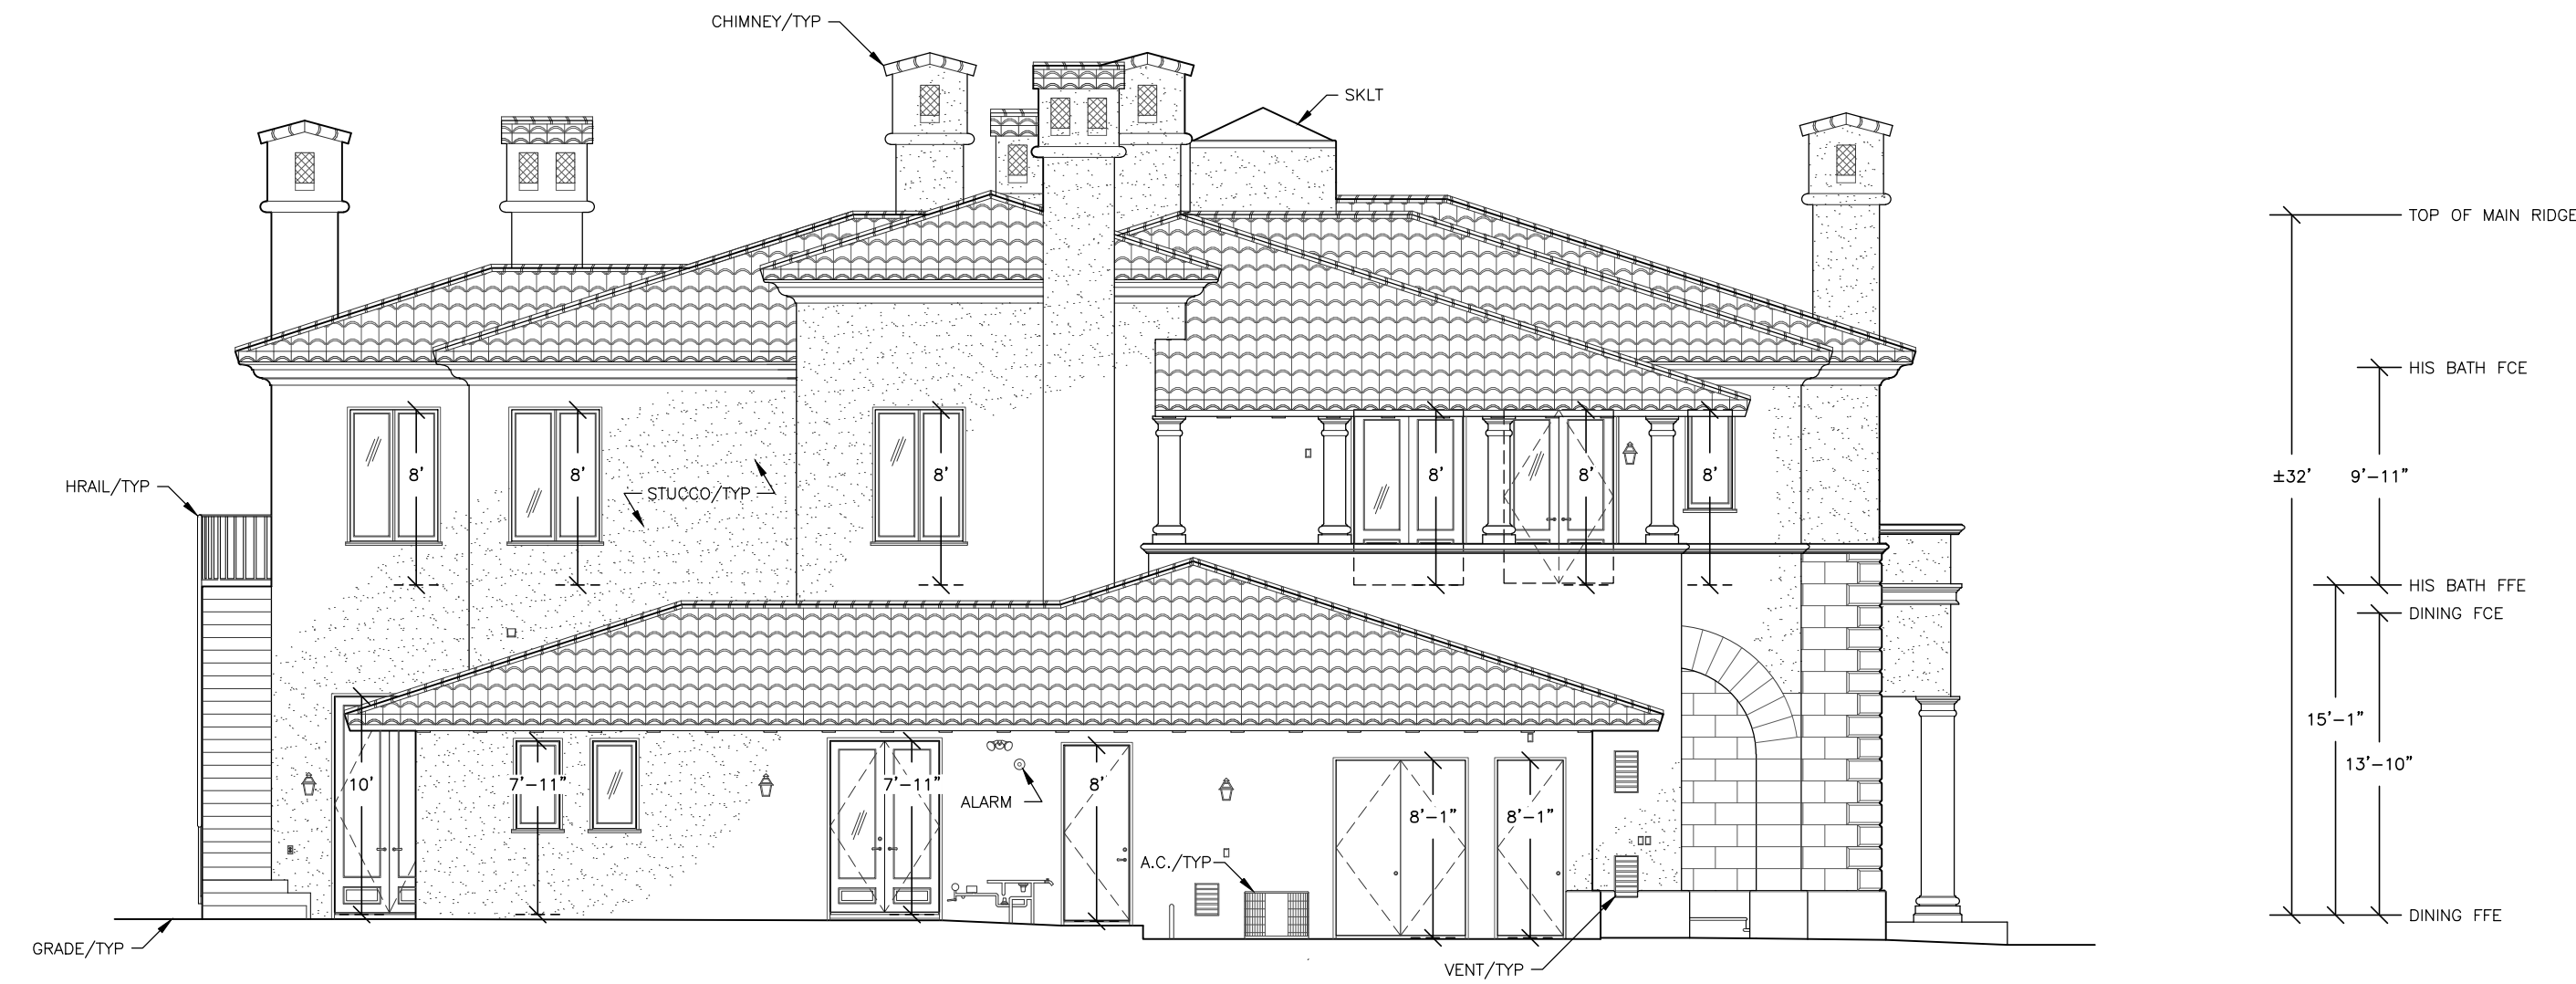 CHIMNEY/TYP
SKLT
TOP OF MAIN RIDGE
HIS BATH FCE
8'
8'
8'
8'
8'
8'
±32'
9'-11"
HRAIL/TYP
STUCCO/TYP
HIS BATH FFE
DINING FCE
15'-1"
13'-10"
10'
7'-11"
7'-11"
8'
ALARM
8'-1"
8'-1"
A.C./TYP
DINING FFE
GRADE/TYP
VENT/TYP